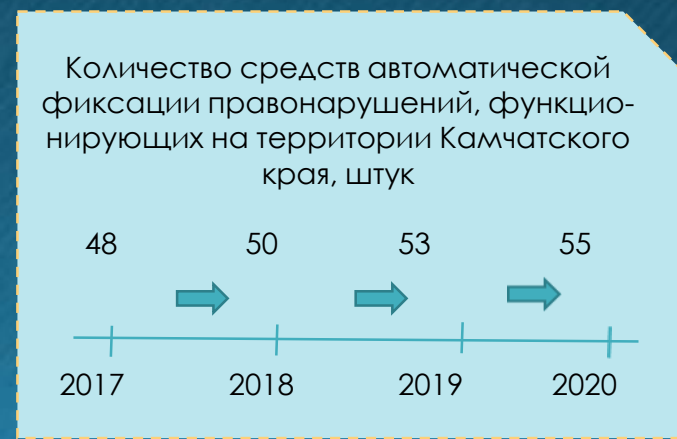 Количество средств автоматической
фиксации правонарушений, функцио-
нирующих на территории Камчатского
края, штук
48 50 53 55
2017 2018 2019 2020